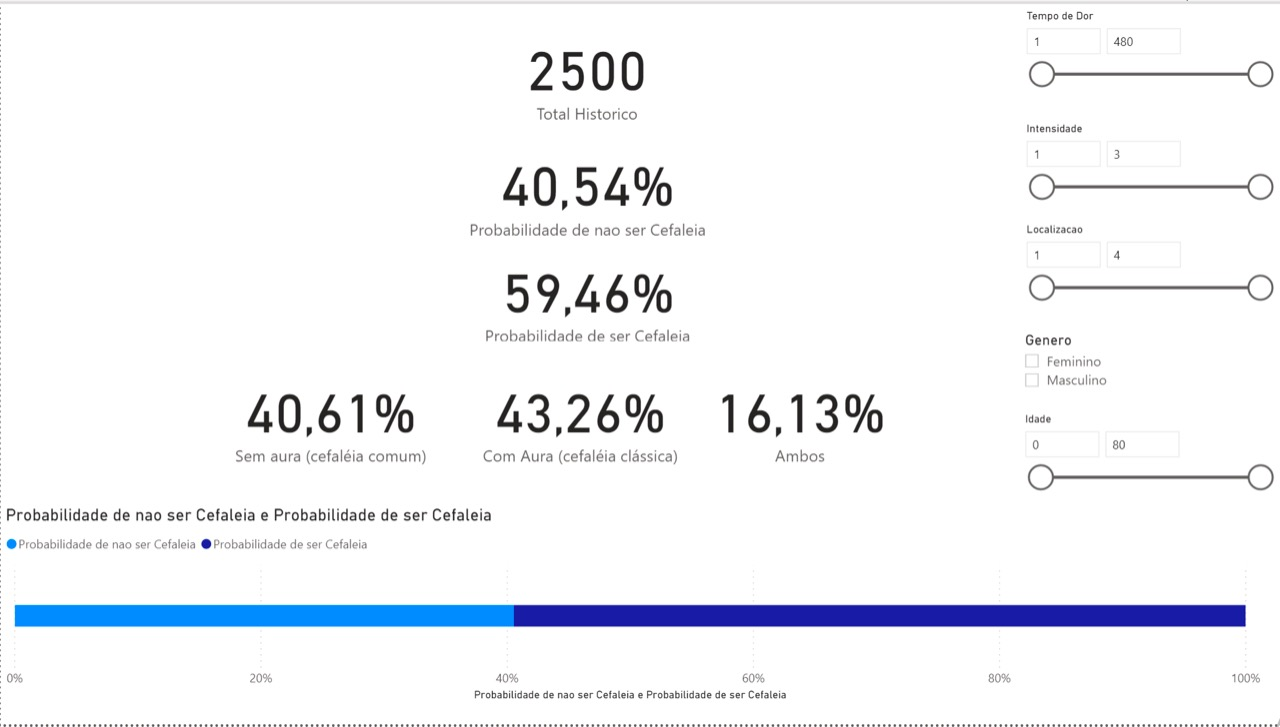 2500
Total Historico
40,54%
Probabilidade de nao ser Cefaleia
59,46%
Probabilidade de ser Cefaleia
40,61% 43,26% 16,13%
Sem aura (cefaléia comum) Com Aura (cefaléia clássica) Ambos
Tempo de Dor
1 480
Intensidade
1 3
Localizacao
1 4
Genero
Feminino
Masculino
Idade
0 80
Probabilidade de nao ser Cefaleia e Probabilidade de ser Cefaleia
Probabilidade de nao ser Cefaleia Probabilidade de ser Cefaleia
0% 20% 40% 60% 80% 100%
Probabilidade de nao ser Cefaleia e Probabilidade de ser Cefaleia